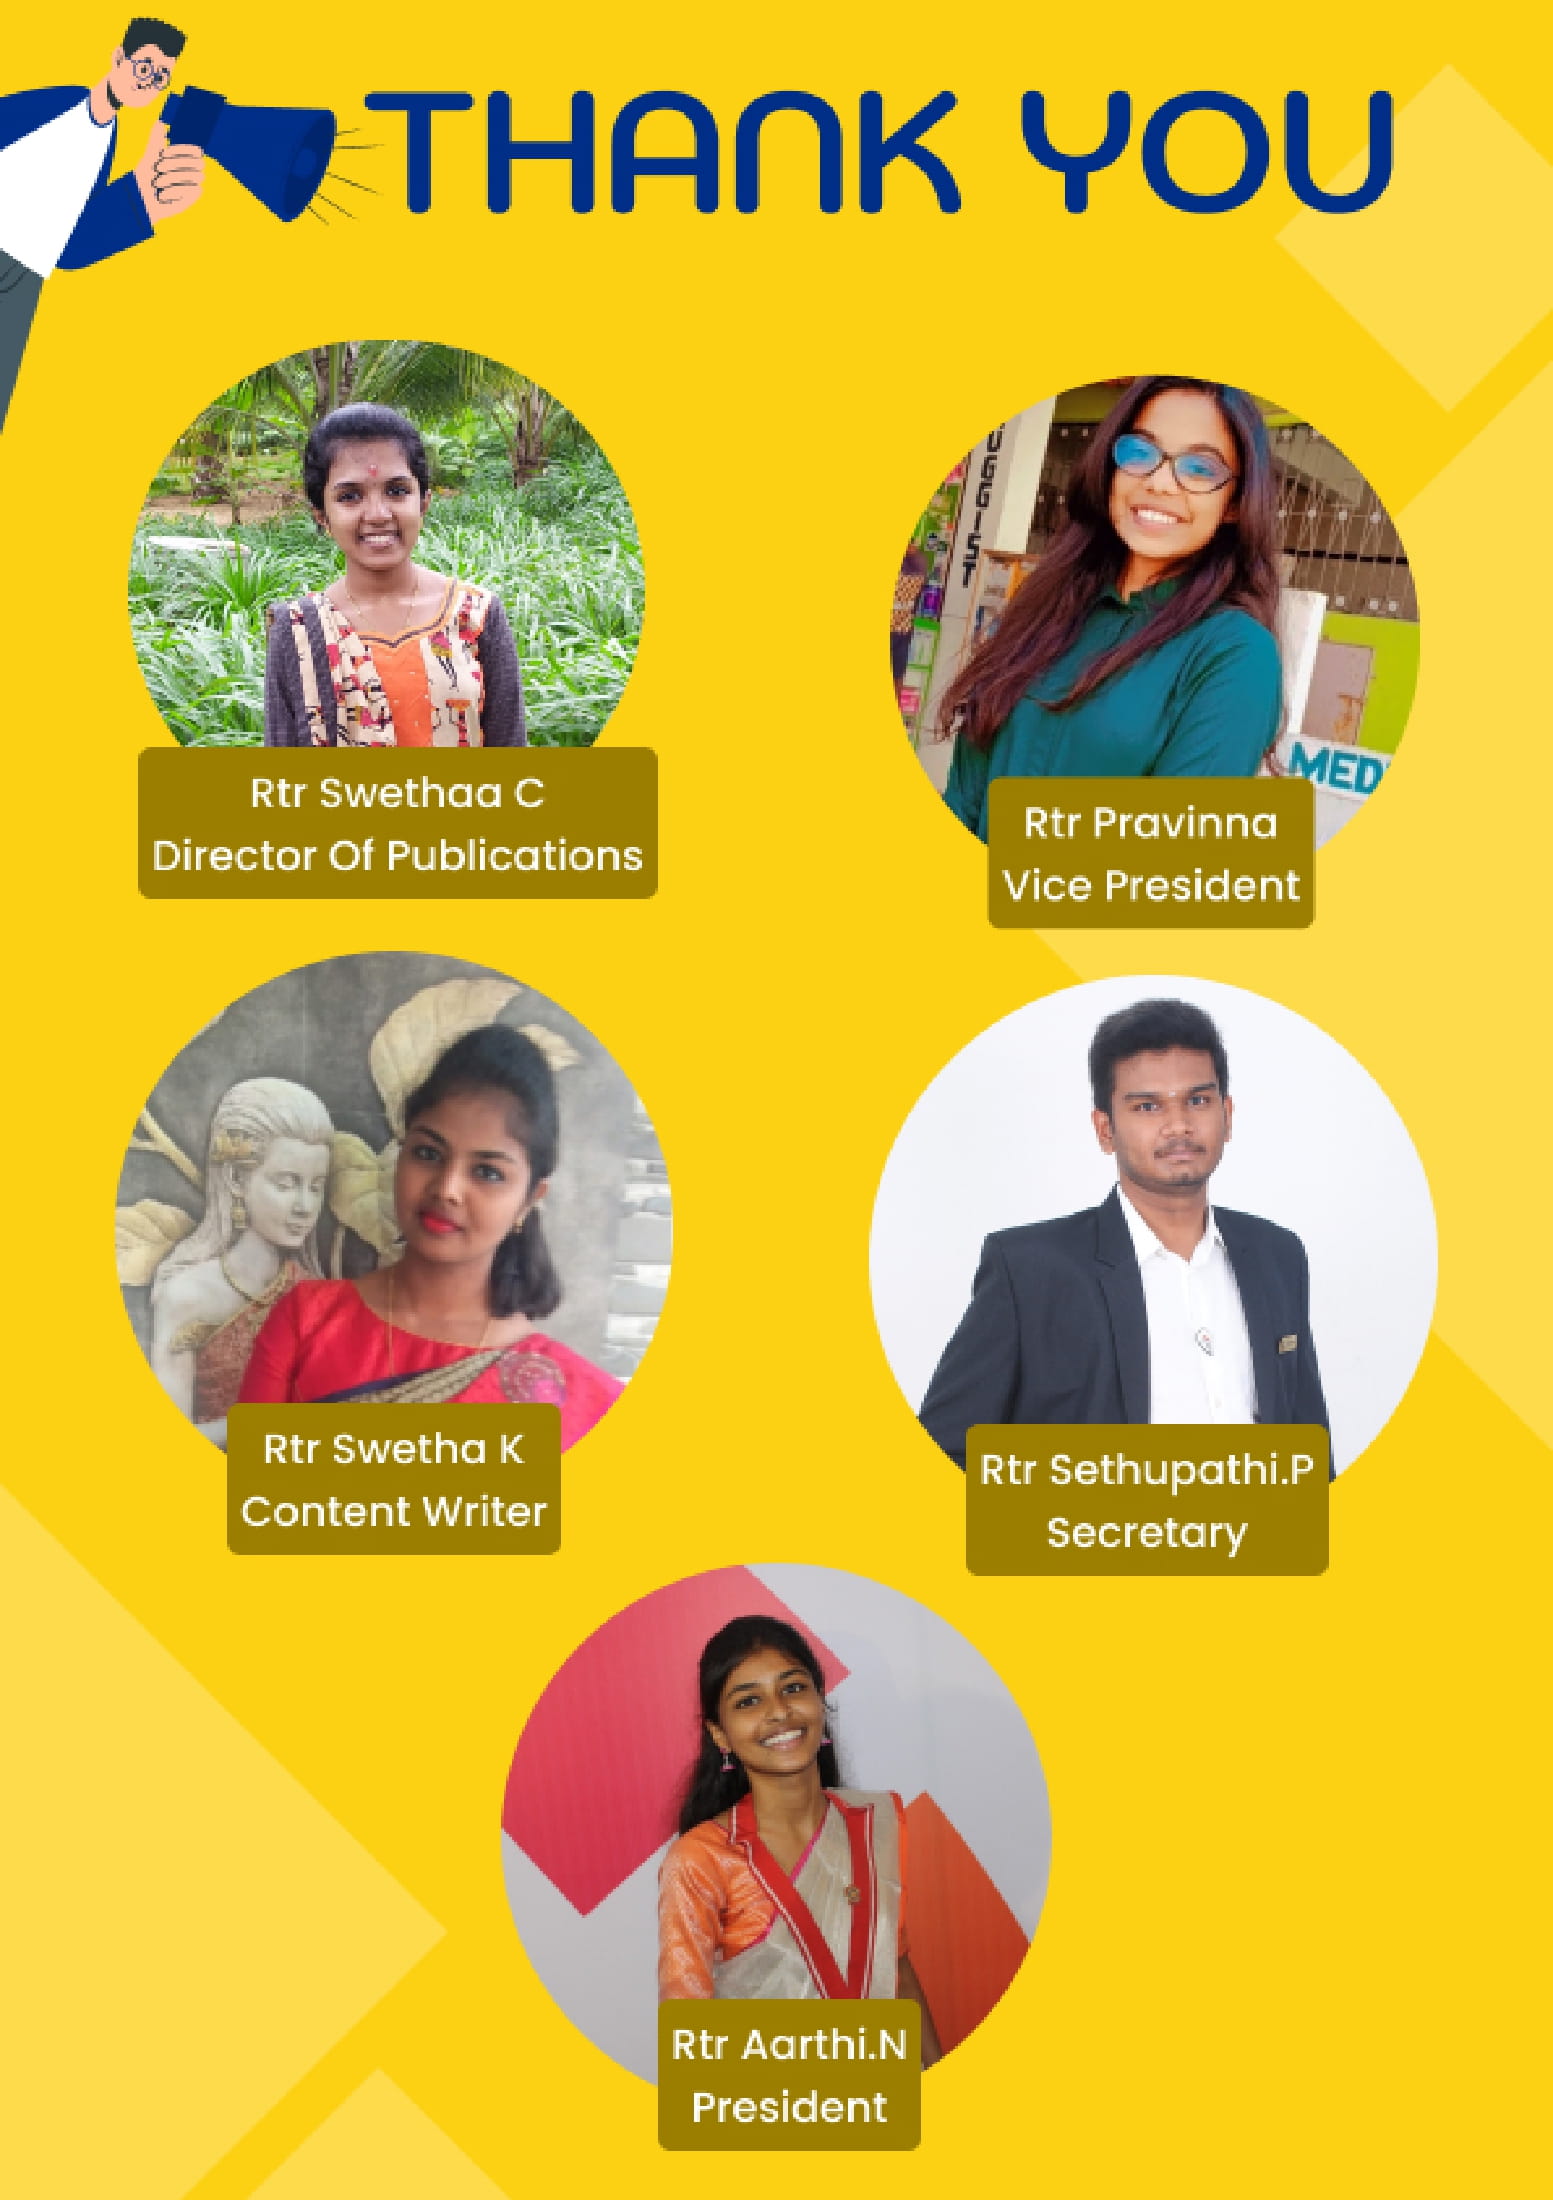 THANK YOU
Rtr Swethaa C
Director Of Publications
Rtr Pravinna
Vice President
MED
Rtr Swetha K
Content Writer
Rtr Sethupathi.P
Secretary
Rtr Aarthi.N
President